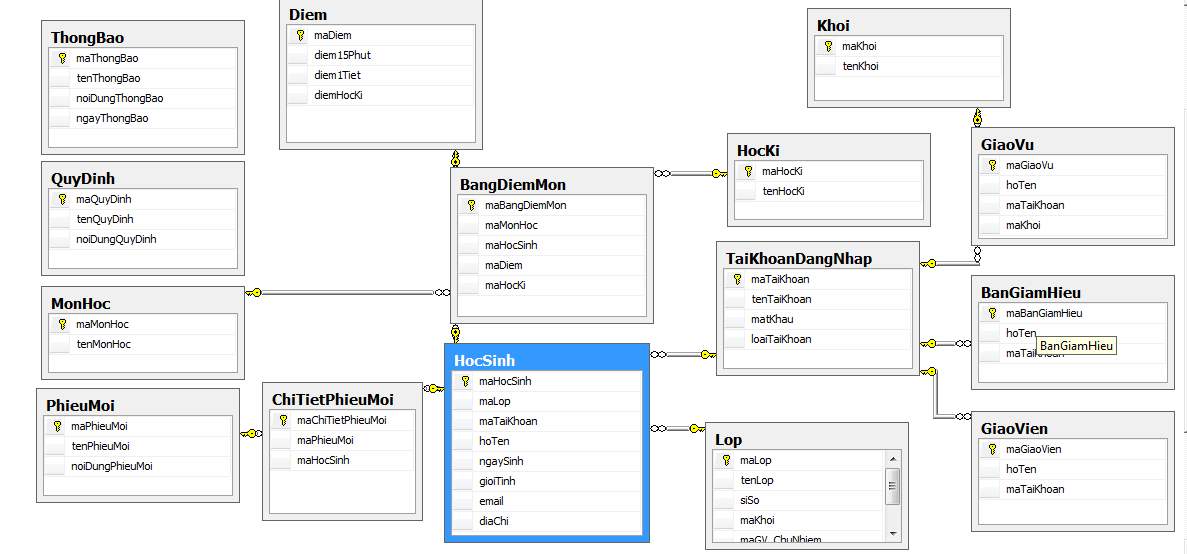 ThongBao
maThongBao
tenThongBao
noiDungThongBao
ngayThongBao
Diem
maDiem
diem15Phut
diem1Tiet
diemHocKi
Khoi
maKhoi
tenKhoi
QuyDinh
maQuyDinh
tenQuyDinh
noiDungQuyDinh
BangDiemMon
maBangDiemMon
maMonHoc
maHocSinh
maDiem
maHocKi
HocKi
maHocKi
tenHocKi
GiaoVu
maGiaoVu
hoTen
maTaiKhoan
maKhoi
MonHoc
maMonHoc
tenMonHoc
TaiKhoanDangNhap
maTaiKhoan
tenTaiKhoan
matKhau
loaiTaiKhoan
BanGiamHieu
maBanGiamHieu
hoTen
BanGiamHieu
PhieuMoi
maPhieuMoi
tenPhieuMoi
noiDungPhieuMoi
ChiTietPhieuMoi
maChiTietPhieuMoi
maPhieuMoi
maHocSinh
HocSinh
maHocSinh
maLop
maTaiKhoan
hoTen
ngaySinh
gioiTinh
email
diaChi
Lop
maLop
tenLop
siSo
maKhoi
maGV_ChuNhiem
GiaoVien
maGiaoVien
hoTen
maTaiKhoan